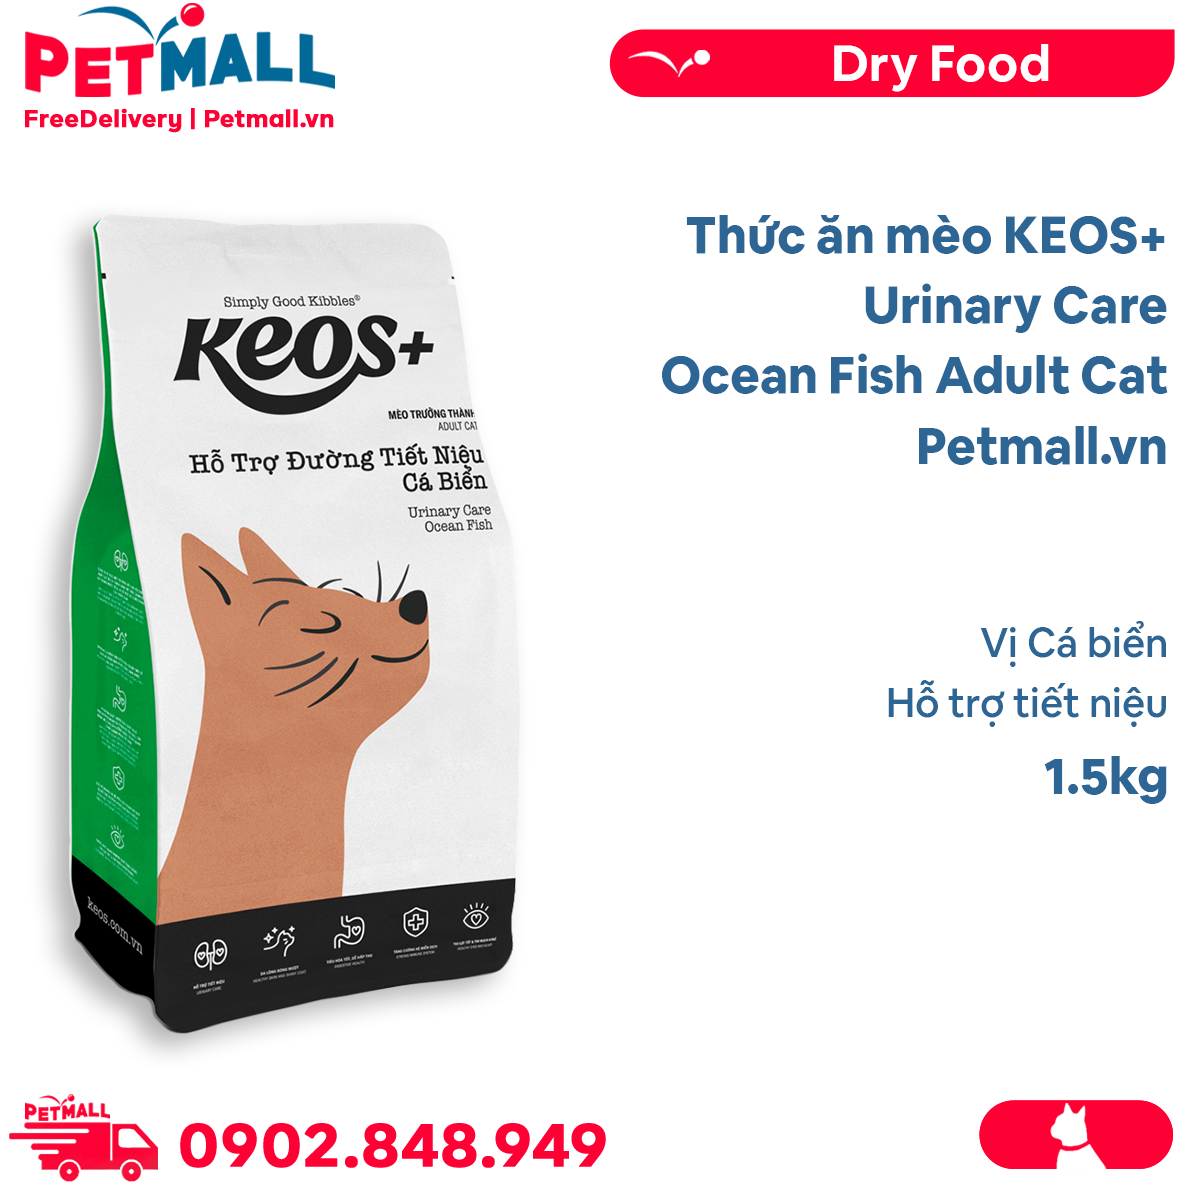 PETMALL
FreeDelivery | Petmall.vn
Dry Food
Thức ăn mèo KEOS+
Urinary Care
Ocean Fish Adult Cat
Petmall.vn
Simply Good Kibbles®
Keos+
MÈO TRƯỞNG THÀNH
ADULT CAT
Hỗ Trợ Đường Tiết Niệu
Cá Biển
Urinary Care
Ocean Fish
Vị Cá biển
Hỗ trợ tiết niệu
1.5kg
keos.com.vn
HỖ TRỢ TIẾT NIỆU
URINARY CARE
DA LÔNG BÓNG MƯỢT
HEALTHY SKIN AND SHINY COAT
TIÊU HÓA TỐT, DỄ HẤP THU
DIGESTIVE HEALTH
TĂNG CƯỜNG HỆ MIỄN DỊCH
STRONG IMMUNE SYSTEM
PETMALL
0902.848.949